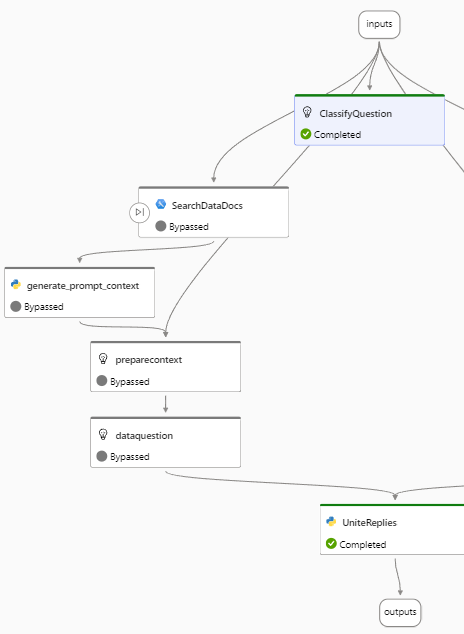 inputs
ClassifyQuestion
Completed
SearchDataDocs
Bypassed
generate_prompt_context
Bypassed
preparecontext
Bypassed
dataquestion
Bypassed
UniteReplies
Completed
outputs